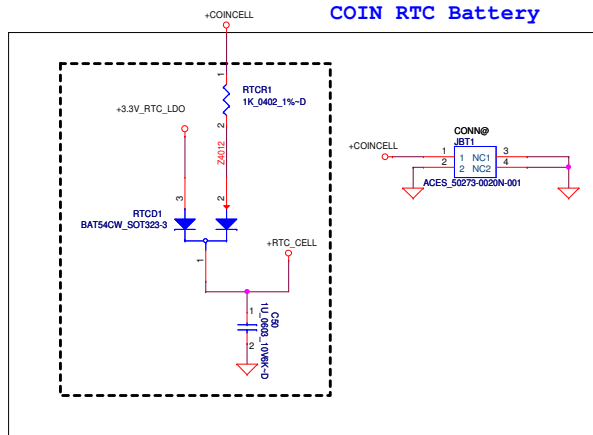 COIN RTC Battery
+COINCELL
1
RTCR1
1K_0402_1%~D
2
+3.3V_RTC_LDO
Z4012
3
2
RTCD1
BAT54CW_SOT323-3
1
+RTC_CELL
1
C50
1U_0603_10V6K~D
2
CONN@
JBT1
+COINCELL
1 1 NC1 3
2 2 NC2 4
ACES_50273-0020N-001